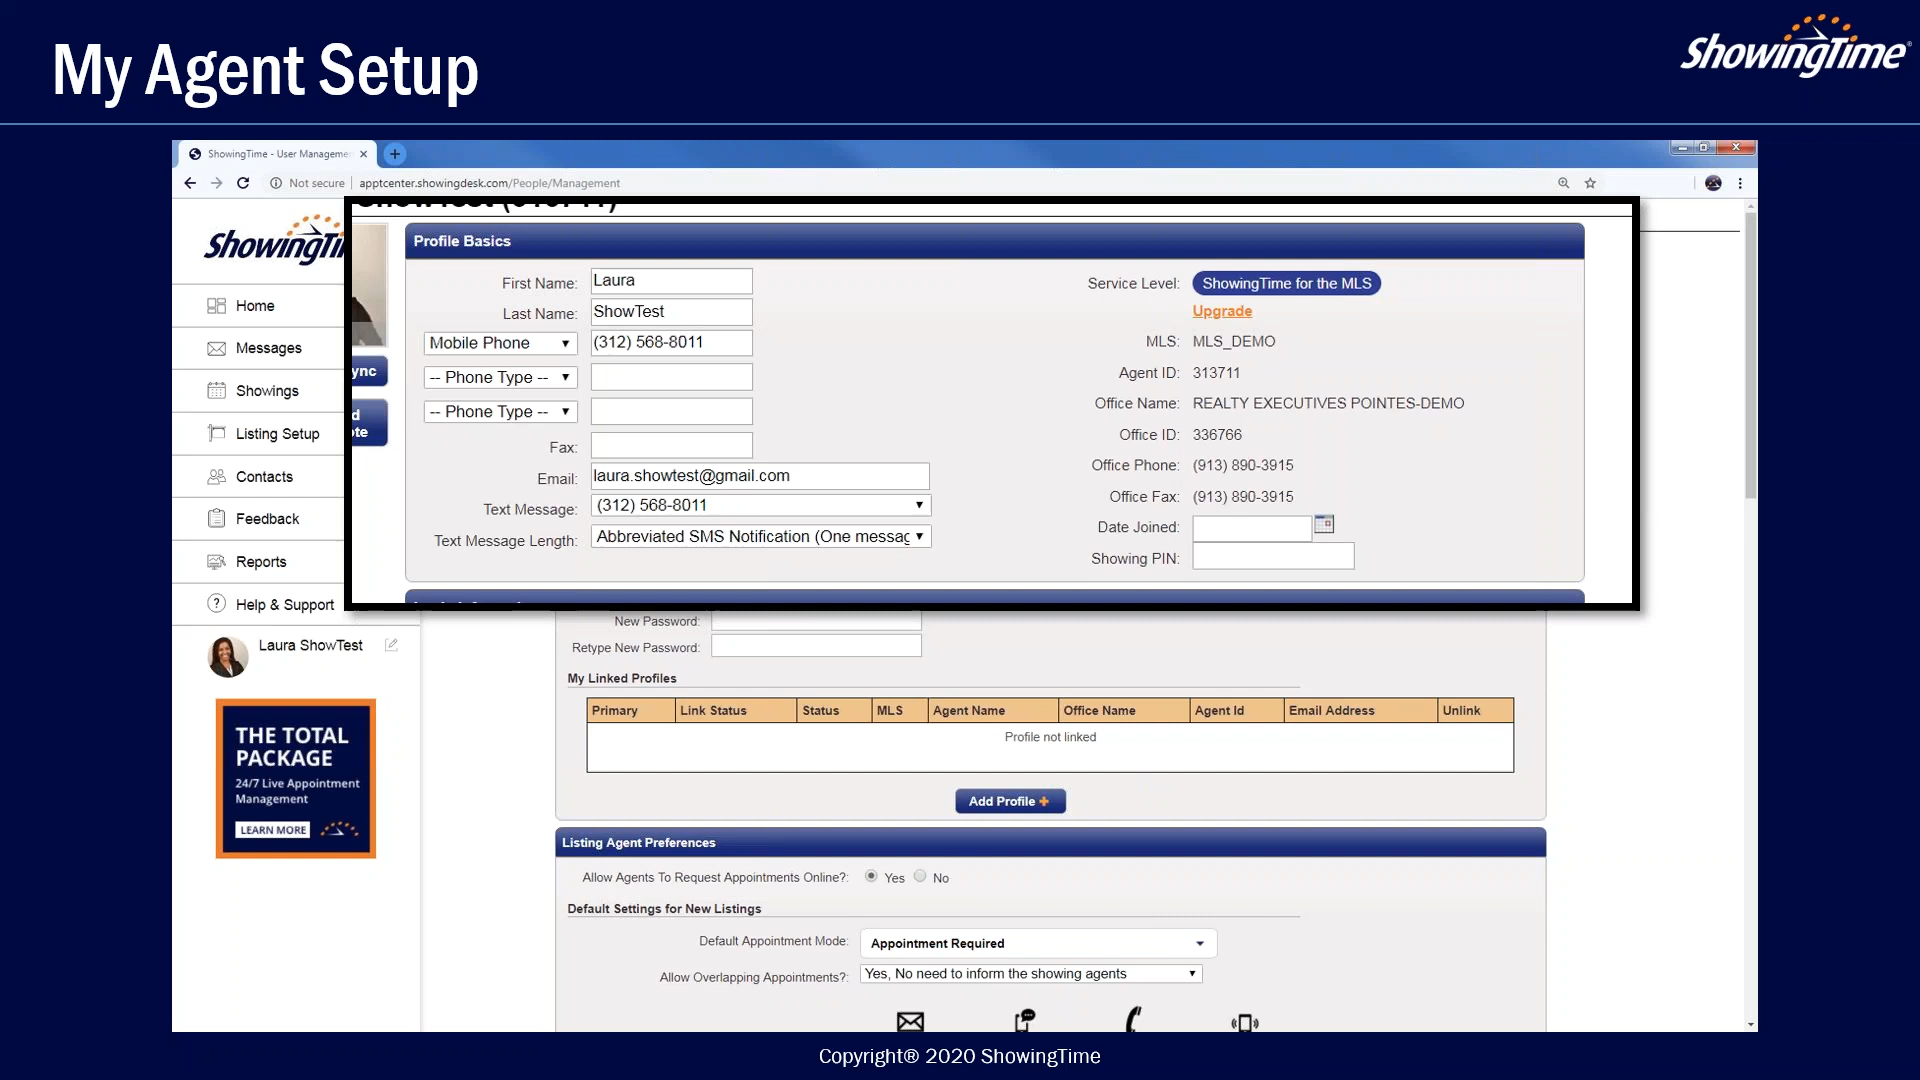 My Agent Setup
ShowingTime
ShowingTime - User Manageme
Not secure
apptcenter.showingdesk.com/People/Management
Home
Messages
Showings
Listing Setup
Contacts
Feedback
Reports
Help & Support
Laura ShowTest
THE TOTAL
PACKAGE
24/7 Live Appointment
Management
LEARN MORE
Profile Basics
First Name: Laura
Last Name: ShowTest
Mobile Phone (312) 568-8011
-- Phone Type --
-- Phone Type --
Fax:
Email: laura.showtest@gmail.com
Text Message: (312) 568-8011
Text Message Length: Abbreviated SMS Notification (One messag
Service Level: ShowingTime for the MLS
Upgrade
MLS: MLS_DEMO
Agent ID: 313711
Office Name: REALTY EXECUTIVES POINTES-DEMO
Office ID: 336766
Office Phone: (913) 890-3915
Office Fax: (913) 890-3915
Date Joined:
Showing PIN:
New Password:
Retype New Password:
My Linked Profiles
Primary Link Status Status MLS Agent Name Office Name Agent Id Email Address Unlink
Profile not linked
Add Profile +
Listing Agent Preferences
Allow Agents To Request Appointments Online?: Yes No
Default Settings for New Listings
Default Appointment Mode: Appointment Required
Allow Overlapping Appointments?: Yes, No need to inform the showing agents
Copyright® 2020 ShowingTime